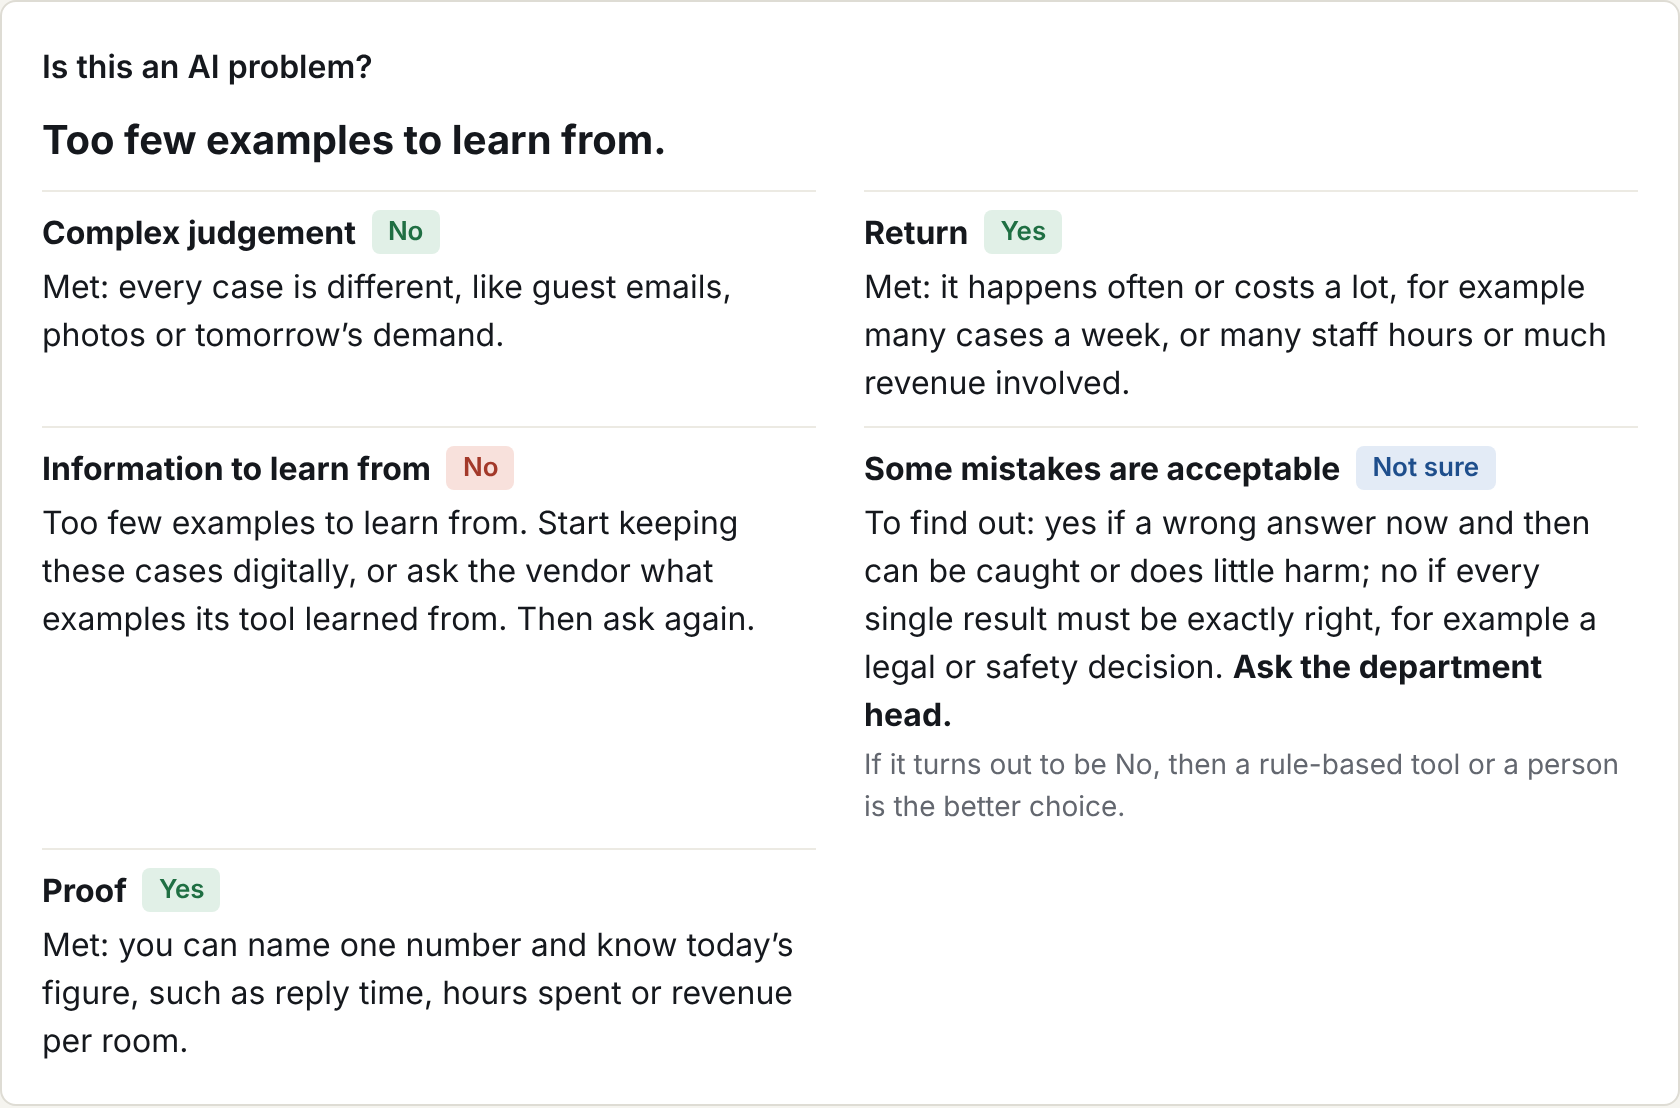 Is this an AI problem?
Too few examples to learn from.
Complex judgement No
Met: every case is different, like guest emails,
photos or tomorrow’s demand.
Return Yes
Met: it happens often or costs a lot, for example
many cases a week, or many staff hours or much
revenue involved.
Information to learn from No
Too few examples to learn from. Start keeping
these cases digitally, or ask the vendor what
examples its tool learned from. Then ask again.
Some mistakes are acceptable Not sure
To find out: yes if a wrong answer now and then
can be caught or does little harm; no if every
single result must be exactly right, for example a
legal or safety decision. Ask the department
head.
If it turns out to be No, then a rule-based tool or a person
is the better choice.
Proof Yes
Met: you can name one number and know today’s
figure, such as reply time, hours spent or revenue
per room.